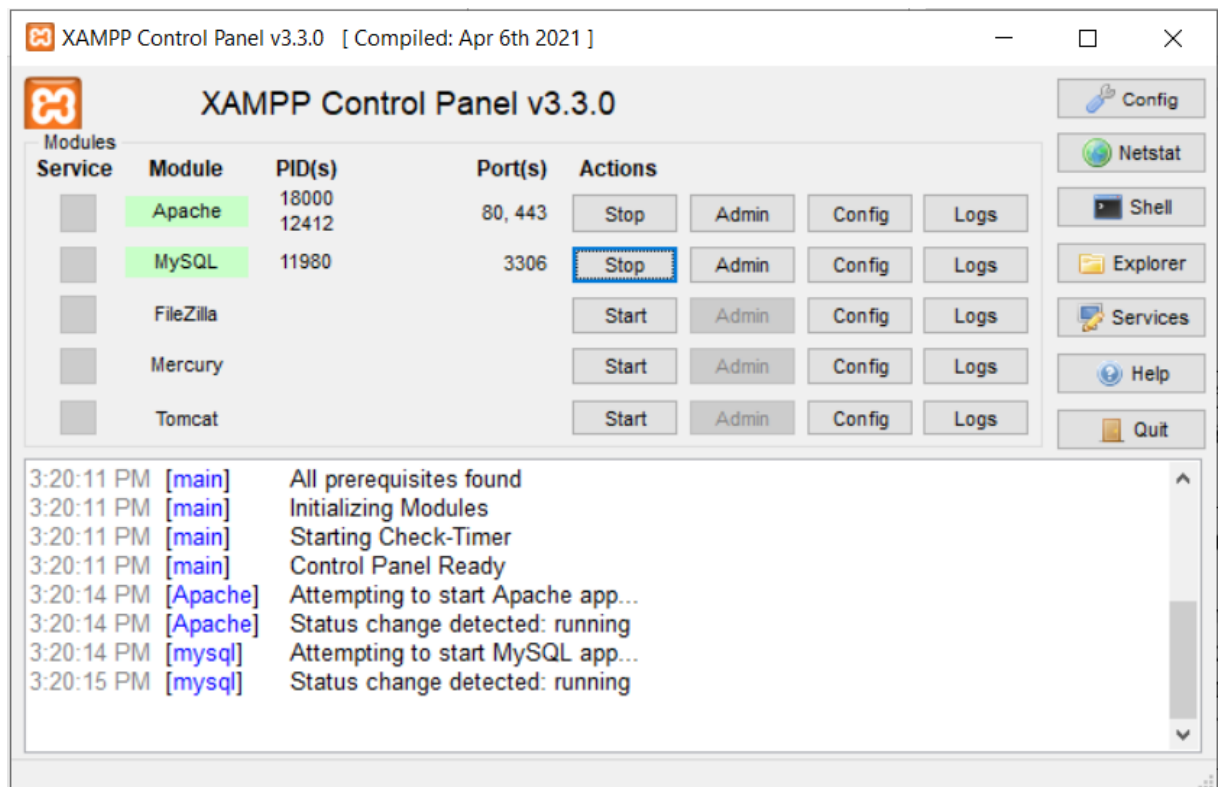 XAMPP Control Panel v3.3.0 [ Compiled: Apr 6th 2021 ]
XAMPP Control Panel v3.3.0
Config
Modules
Netstat
Service Module PID(s) Port(s) Actions
Apache 18000 12412 80, 443 Stop Admin Config Logs
Shell
MySQL 11980 3306 Stop Admin Config Logs
Explorer
FileZilla Start Admin Config Logs
Services
Mercury Start Admin Config Logs
Help
Tomcat Start Admin Config Logs
Quit
3:20:11 PM [main] All prerequisites found
3:20:11 PM [main] Initializing Modules
3:20:11 PM [main] Starting Check-Timer
3:20:11 PM [main] Control Panel Ready
3:20:14 PM [Apache] Attempting to start Apache app...
3:20:14 PM [Apache] Status change detected: running
3:20:14 PM [mysql] Attempting to start MySQL app...
3:20:15 PM [mysql] Status change detected: running